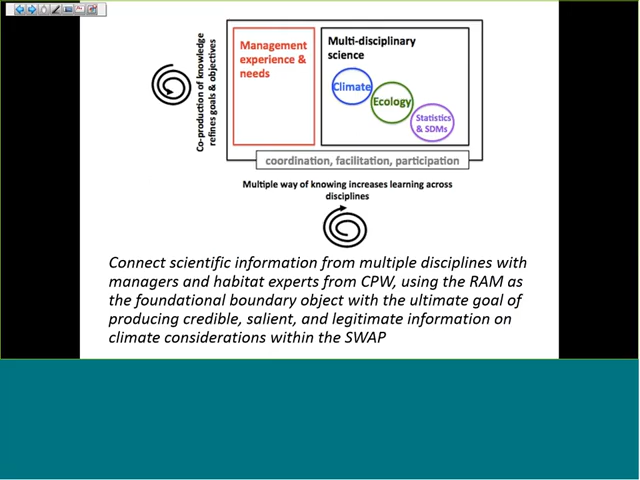 Co-production of knowledge
refines goals & objectives
Management
experience &
needs
Multi-disciplinary
science
Climate
Ecology
Statistics
& SDMs
coordination, facilitation, participation
Multiple way of knowing increases learning across
disciplines
Connect scientific information from multiple disciplines with
managers and habitat experts from CPW, using the RAM as
the foundational boundary object with the ultimate goal of
producing credible, salient, and legitimate information on
climate considerations within the SWAP